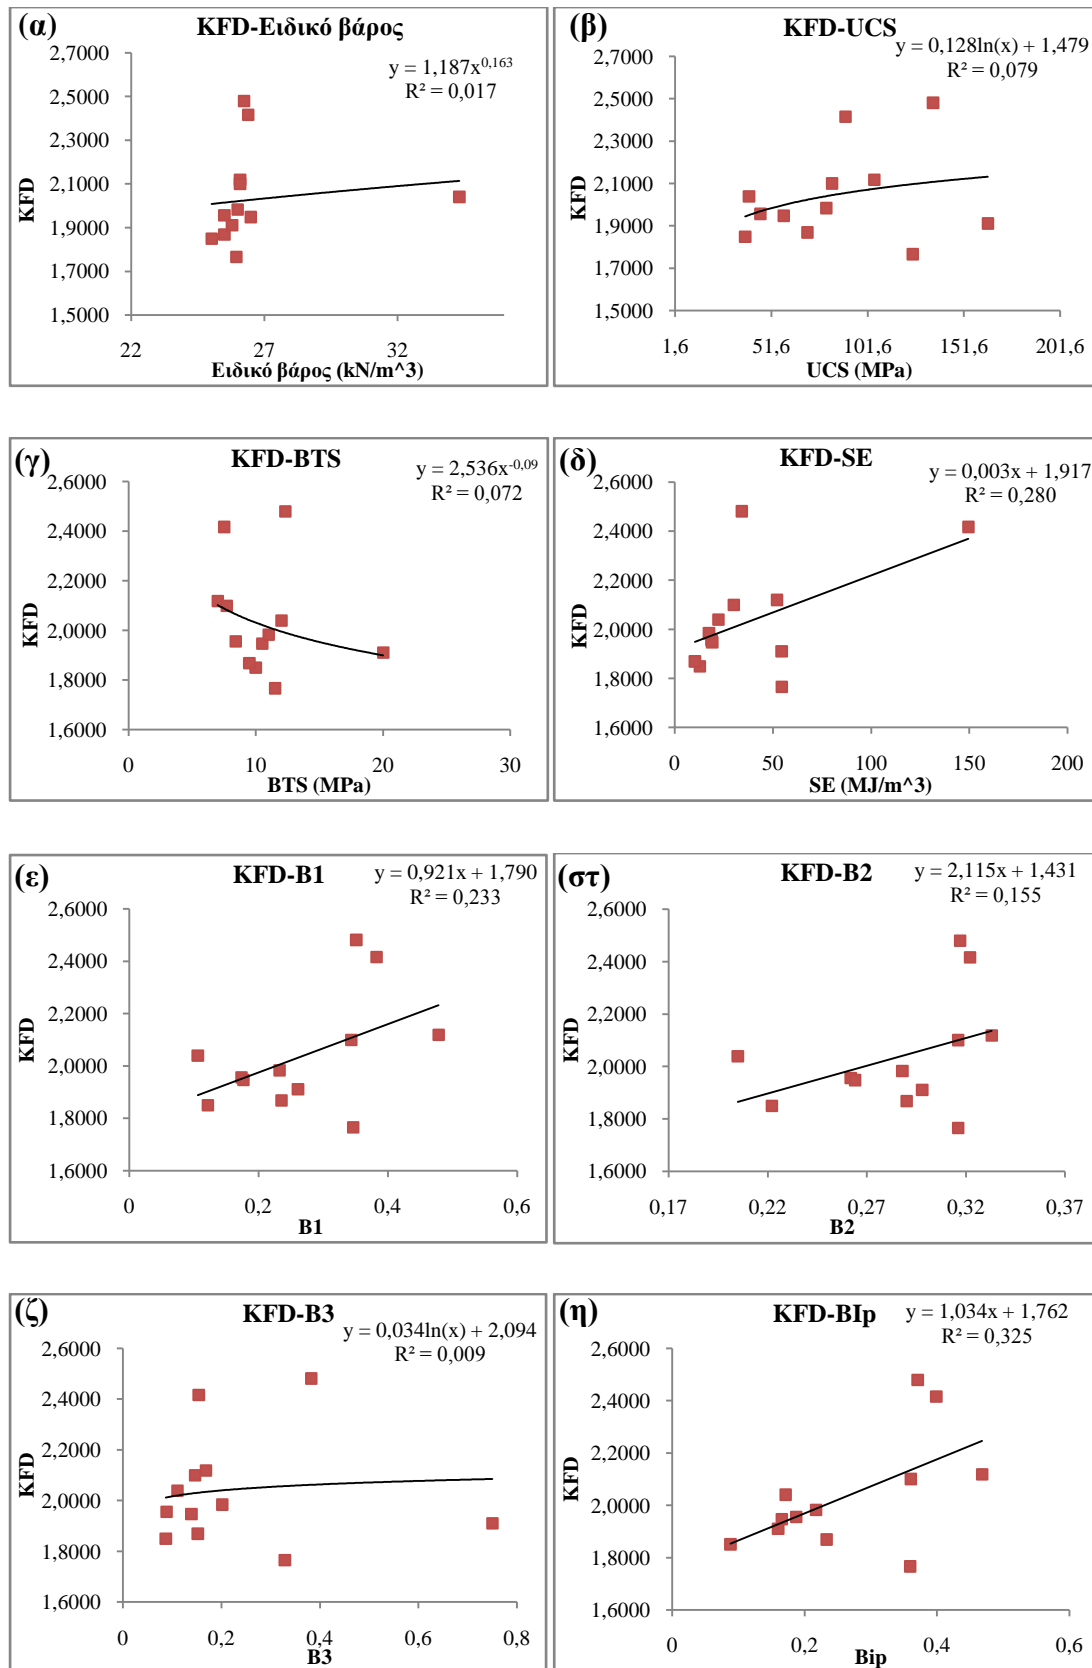 (α)
KFD-Ειδικό βάρος
y = 1,187x^0,163
R² = 0,017
2,7000
2,5000
2,3000
2,1000
1,9000
1,7000
1,5000
KFD
22
27
32
Ειδικό βάρος (kN/m^3)
(β)
KFD-UCS
y = 0,128ln(x) + 1,479
R² = 0,079
2,7000
2,5000
2,3000
2,1000
1,9000
1,7000
1,5000
KFD
1,6
51,6
101,6
151,6
201,6
UCS (MPa)
(γ)
KFD-BTS
y = 2,536x^-0,09
R² = 0,072
2,6000
2,4000
2,2000
2,0000
1,8000
1,6000
KFD
0
10
20
30
BTS (MPa)
(δ)
KFD-SE
y = 0,003x + 1,917
R² = 0,280
2,6000
2,4000
2,2000
2,0000
1,8000
1,6000
KFD
0
50
100
150
200
SE (MJ/m^3)
(ε)
KFD-B1
y = 0,921x + 1,790
R² = 0,233
2,6000
2,4000
2,2000
2,0000
1,8000
1,6000
KFD
0
0,2
0,4
0,6
B1
(στ)
KFD-B2
y = 2,115x + 1,431
R² = 0,155
2,6000
2,4000
2,2000
2,0000
1,8000
1,6000
KFD
0,17
0,22
0,27
0,32
0,37
B2
(ζ)
KFD-B3
y = 0,034ln(x) + 2,094
R² = 0,009
2,6000
2,4000
2,2000
2,0000
1,8000
1,6000
KFD
0
0,2
0,4
0,6
0,8
B3
(η)
KFD-BIp
y = 1,034x + 1,762
R² = 0,325
2,6000
2,4000
2,2000
2,0000
1,8000
1,6000
KFD
0
0,2
0,4
0,6
Bip